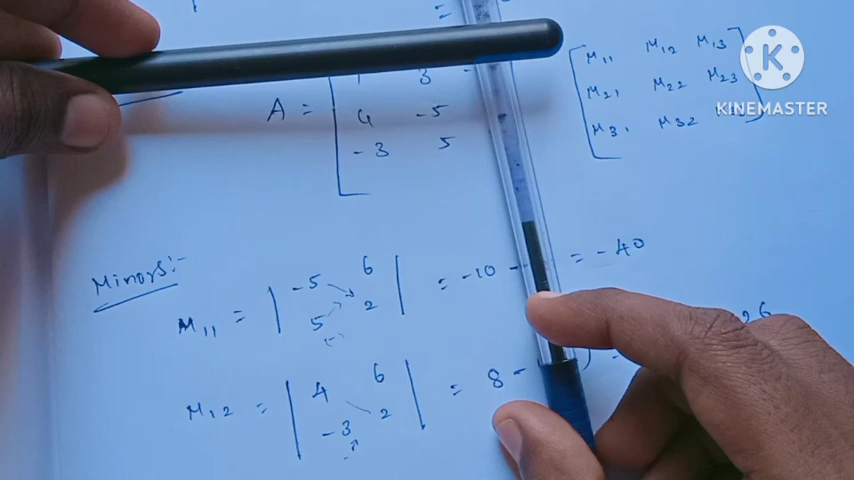 M11 M12 M13
1 3
KINEMASTER
A = 4 -5 M21 M22 M23
-3 5 M31 M32
Minors:-
M11 = | -5 6 | = -10 - = -40
5 2
M12 = | 4 6 | = 8 - 26
-3 2